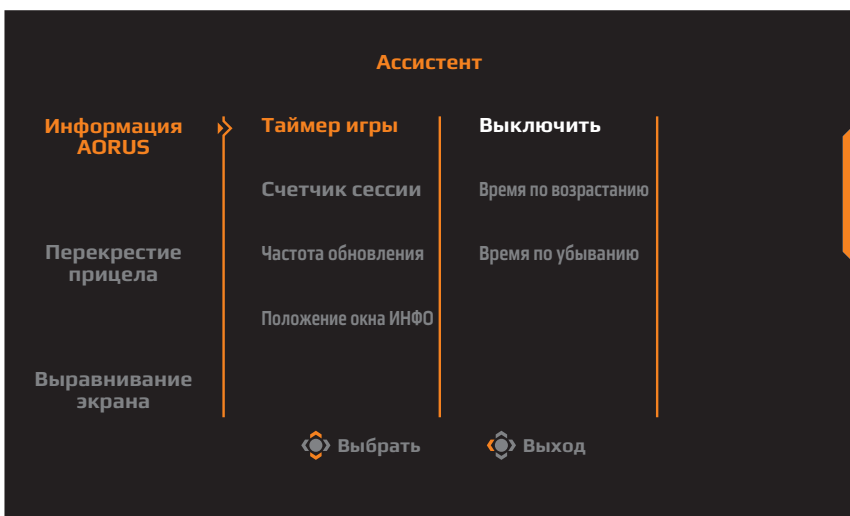 Ассистент
Информация
AORUS
Таймер игры
Выключить
Счетчик сессии
Время по возрастанию
Перекрестие
прицела
Частота обновления
Время по убыванию
Положение окна ИНФО
Выравнивание
экрана
Выбрать
Выход